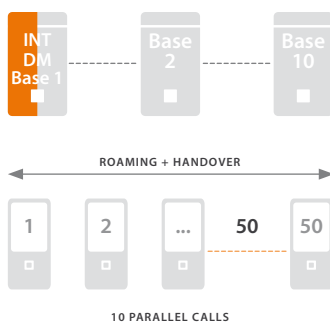 INT
DM
Base 1
Base
2
Base
10
ROAMING + HANDOVER
1
2
...
50
50
10 PARALLEL CALLS